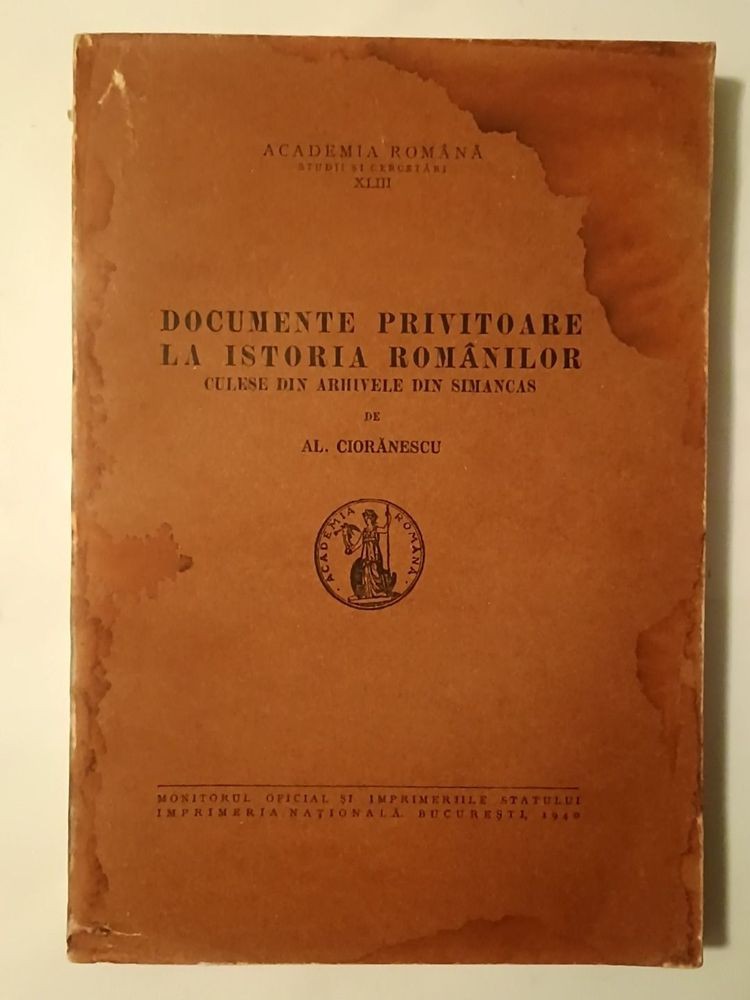 ACADEMIA ROMÂNĂ
STUDII ȘI CERCETĂRI
XLIII
DOCUMENTE PRIVITOARE
LA ISTORIA ROMÂNILOR
CULESE DIN ARHIVELE DIN SIMANCAS
DE
AL. CIORĂNESCU
· ACADEMIA ROMÂNĂ ·
MONITORUL OFICIAL ȘI IMPRIMERIILE STATULUI
IMPRIMERIA NAȚIONALĂ. BUCUREȘTI, 1940